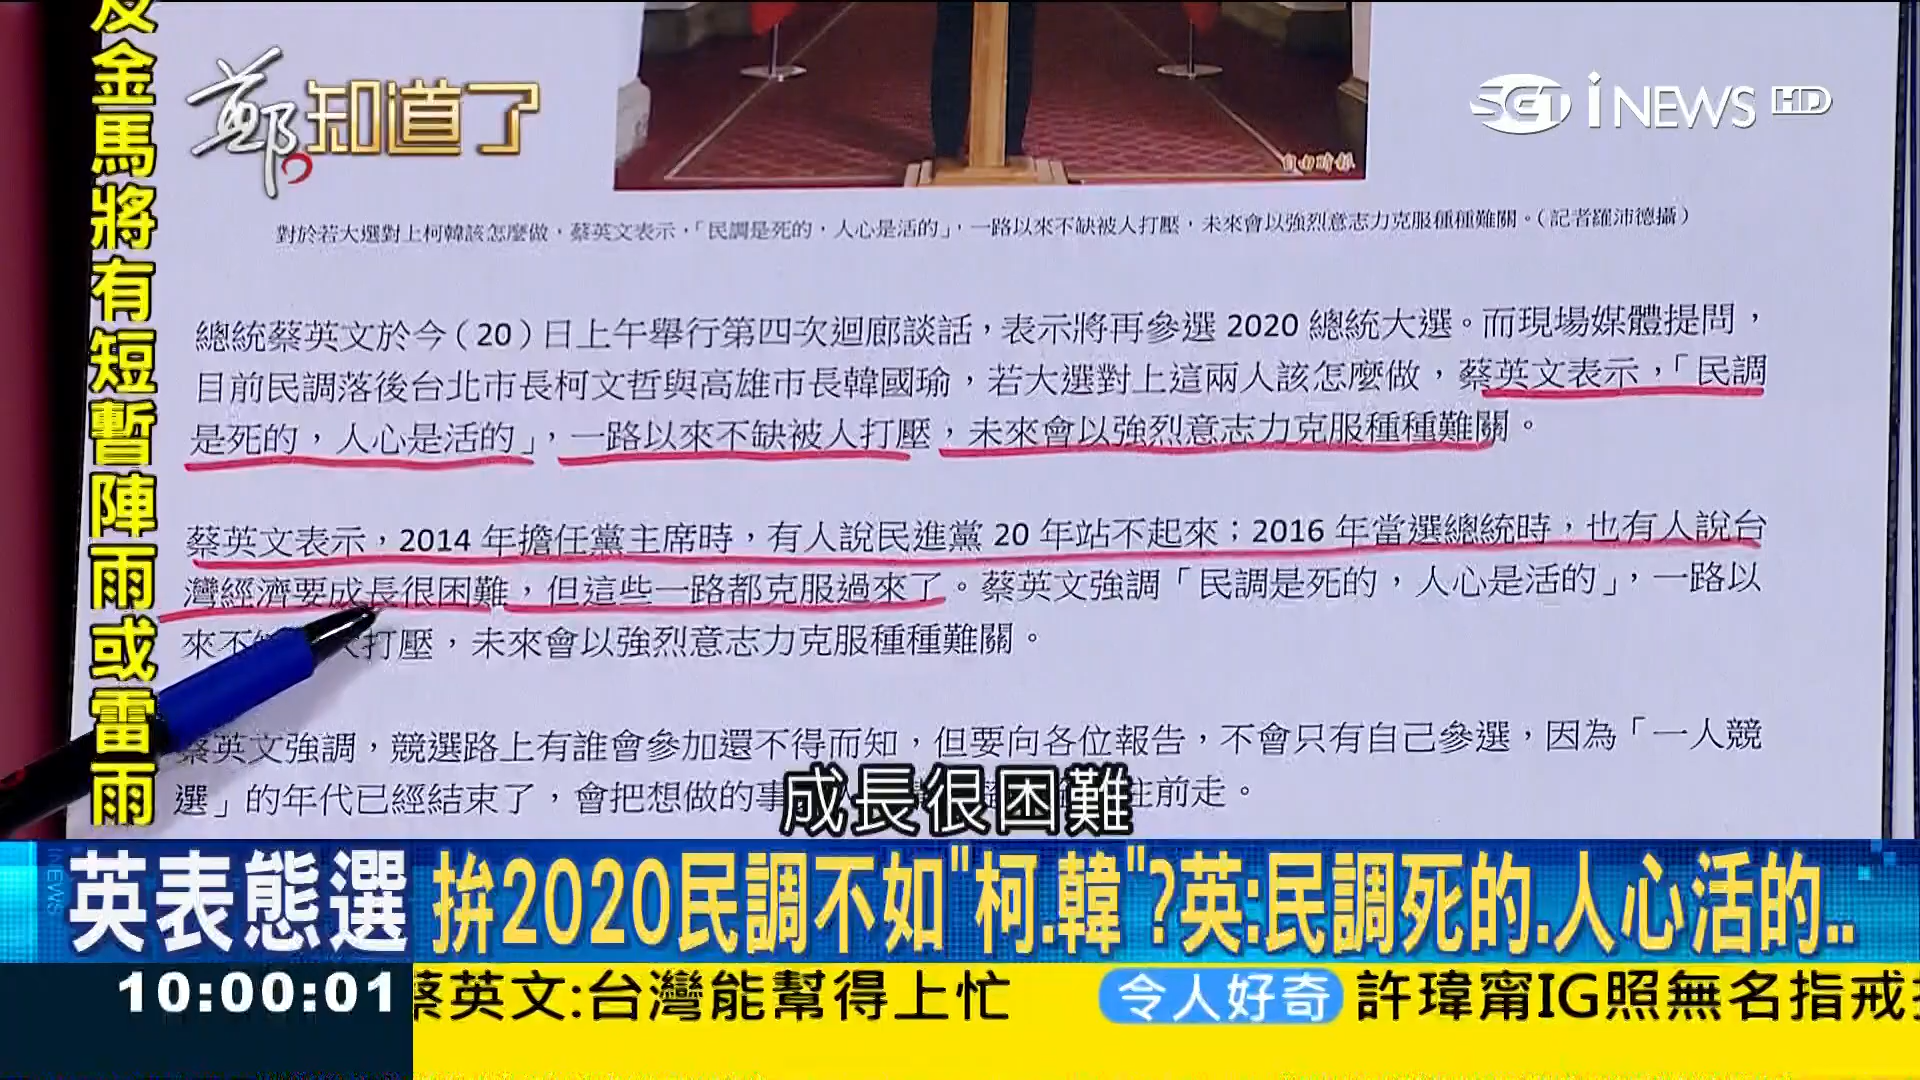 及金馬將有短暫陣雨或雷雨
鄭知道了
SET iNEWS HD
自由時報
對於若大選對上柯韓該怎麼做，蔡英文表示，「民調是死的，人心是活的」，一路以來不缺被人打壓，未來會以強烈意志力克服種種難關。（記者羅沛德攝）
總統蔡英文於今（20）日上午舉行第四次迴廊談話，表示將再參選 2020 總統大選。而現場媒體提問，
目前民調落後台北市長柯文哲與高雄市長韓國瑜，若大選對上這兩人該怎麼做，蔡英文表示，「民調
是死的，人心是活的」，一路以來不缺被人打壓，未來會以強烈意志力克服種種難關。
蔡英文表示，2014 年擔任黨主席時，有人說民進黨 20 年站不起來；2016 年當選總統時，也有人說台
灣經濟要成長很困難，但這些一路都克服過來了。蔡英文強調「民調是死的，人心是活的」，一路以
來不 打壓，未來會以強烈意志力克服種種難關。
蔡英文強調，競選路上有誰會參加還不得而知，但要向各位報告，不會只有自己參選，因為「一人競
選」的年代已經結束了，會把想做的事 往前走。
成長很困難
iNEWS
英表態選
拚2020民調不如"柯.韓"?英:民調死的.人心活的..
10:00:01
蔡英文:台灣能幫得上忙
令人好奇
許瑋甯IG照無名指戒